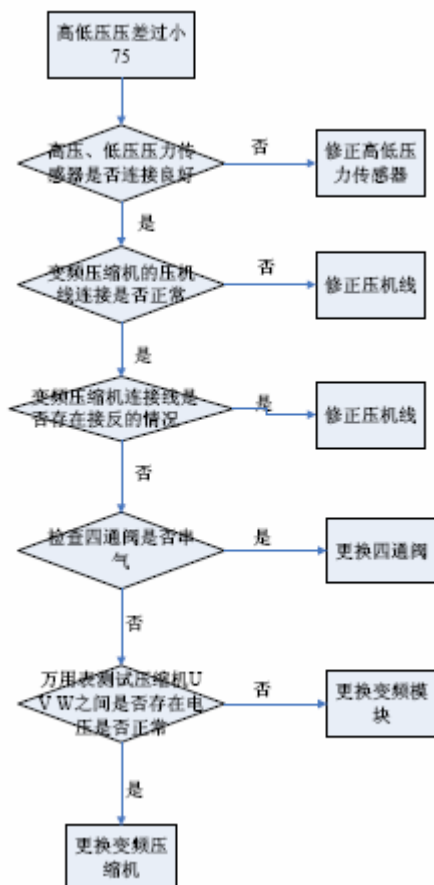 高低压压差过小
75
高压、低压压力传
感器是否连接良好
否
修正高低压
力传感器
是
变频压缩机的压机
线连接是否正常
否
修正压机线
是
变频压缩机连接线是
否存在接反的情况
是
修正压机线
否
检查四通阀是否串
气
是
更换四通阀
否
万用表测试压缩机U
V W之间是否存在电
压是否正常
否
更换变频模
块
是
更换变频压
缩机